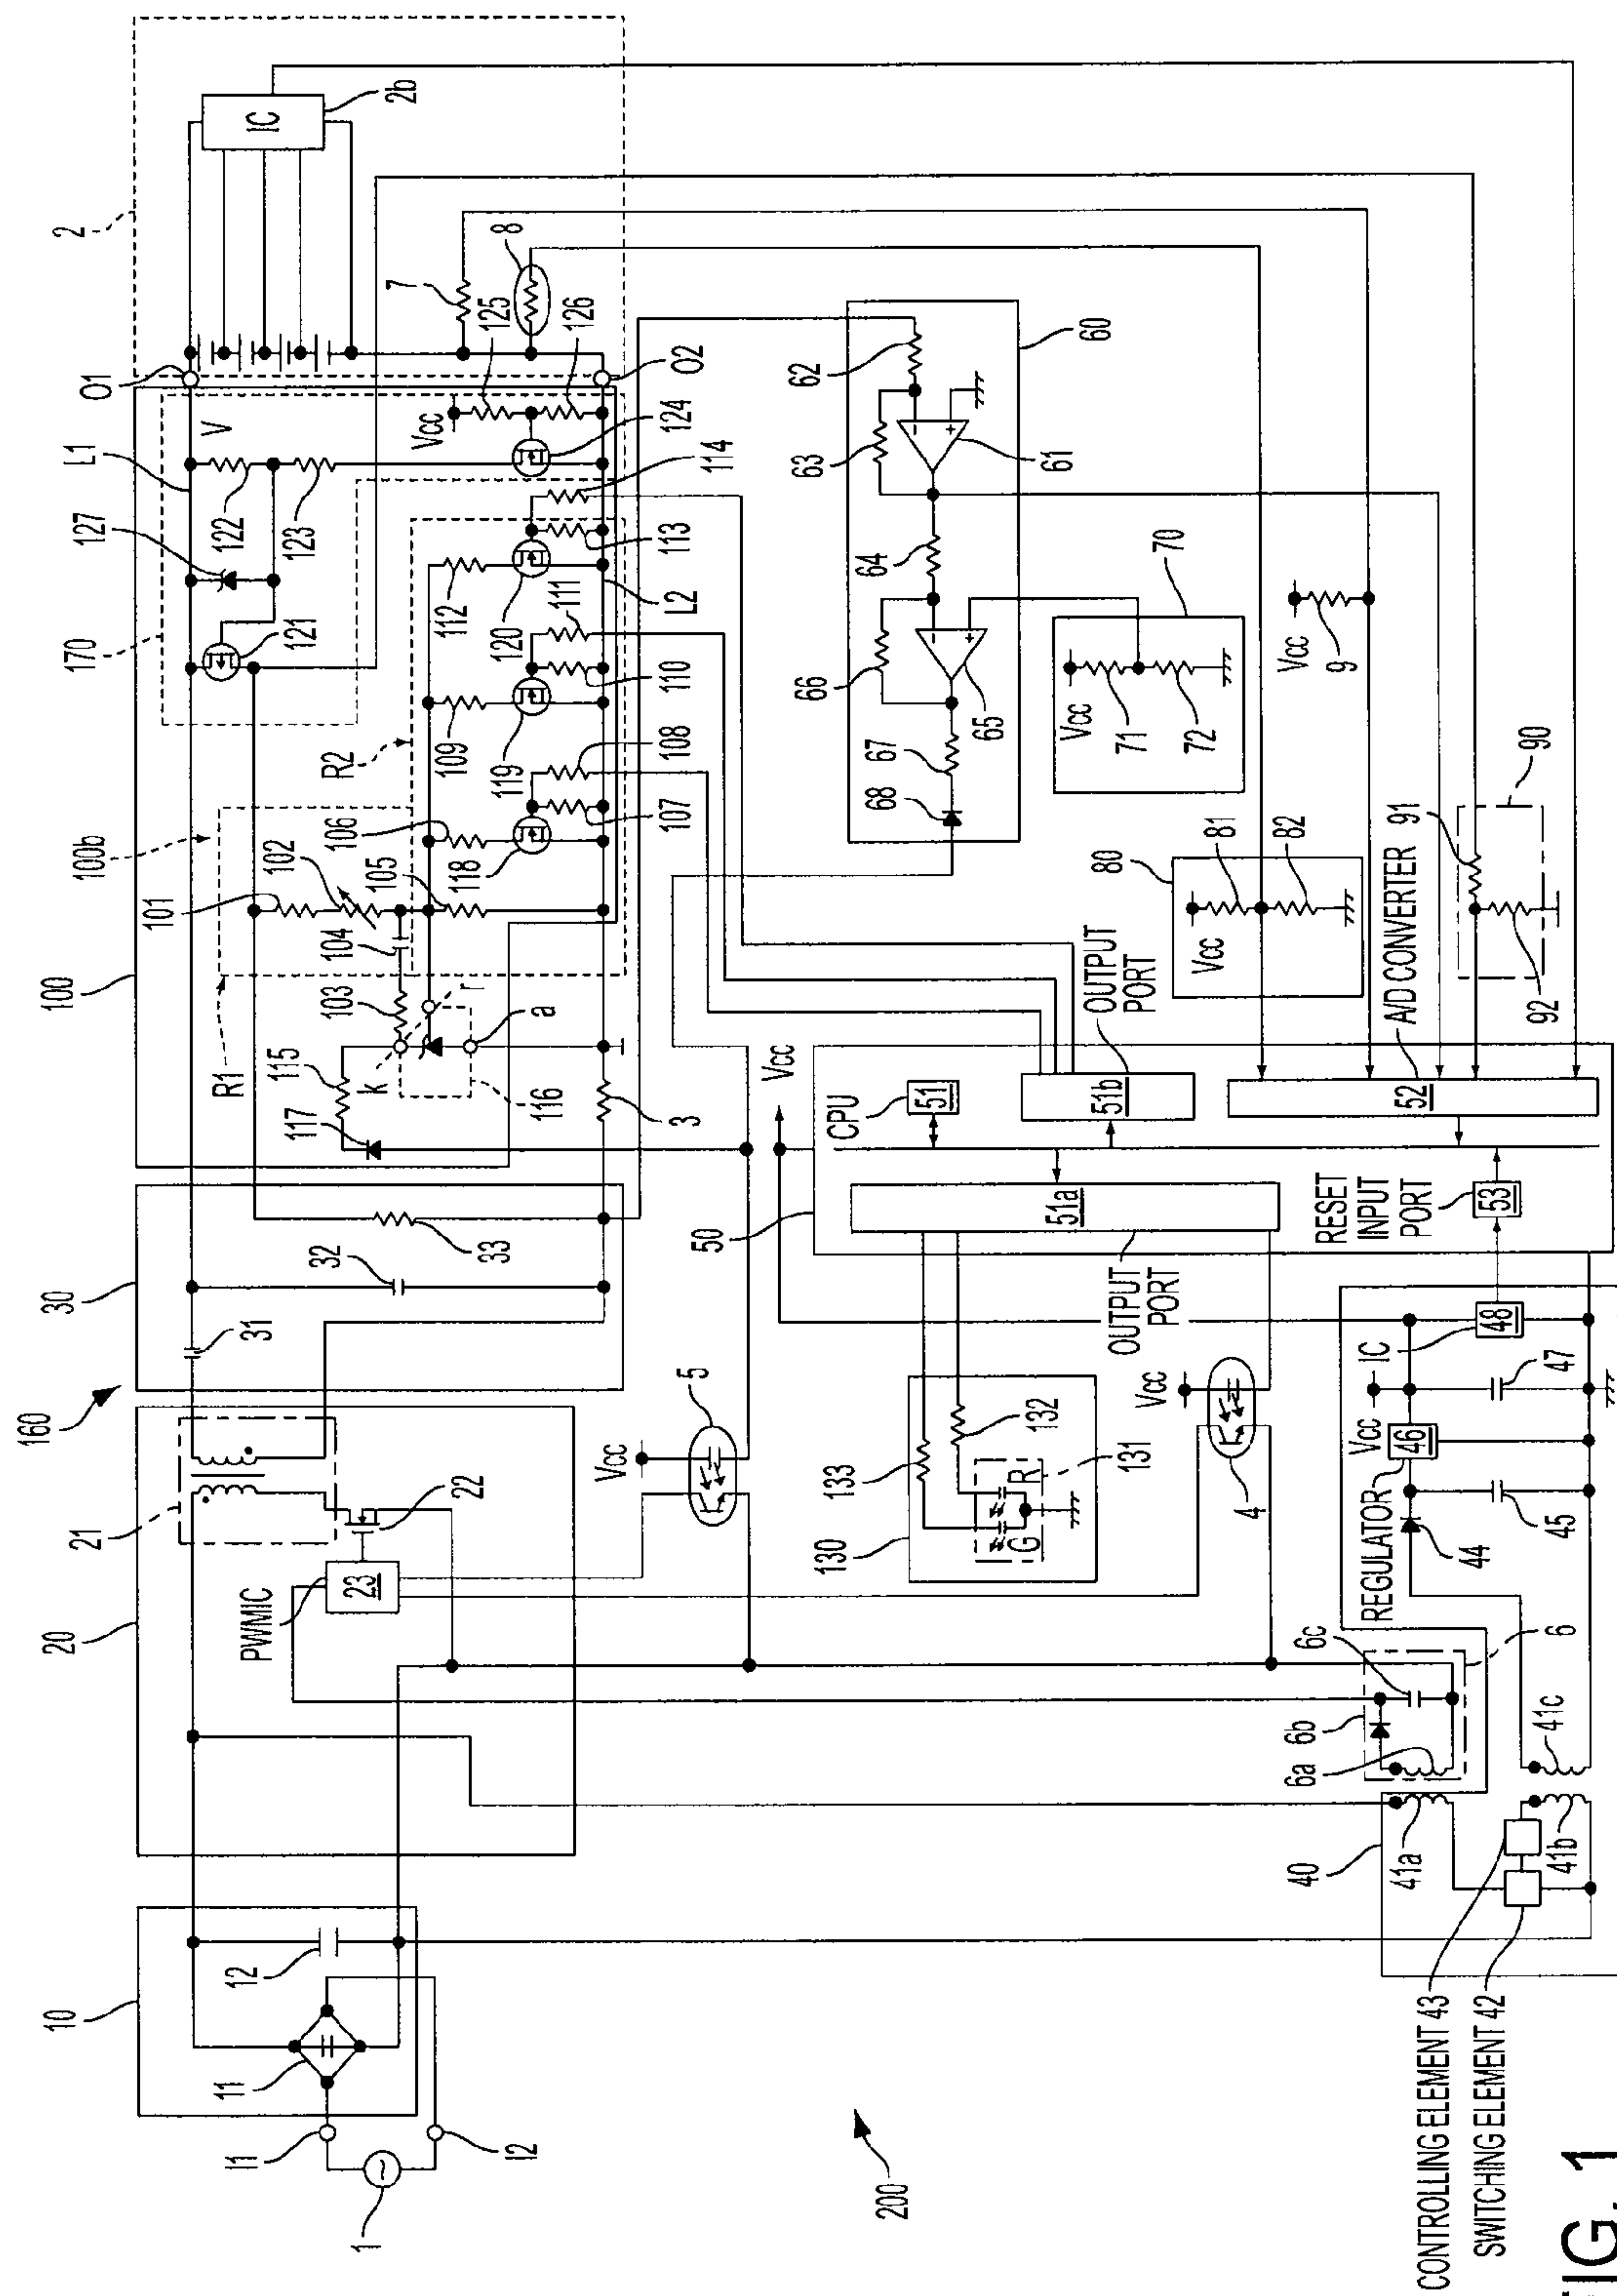 FIG. 1
200
160
1
I1
I2
10
11
12
20
21
22
PWMIC
23
30
31
32
33
100
R1
100b
R2
101
102
103
104
105
106
107
108
109
110
111
112
113
114
115
116
117
118
119
120
k
r
a
3
L1
L2
170
V
121
122
123
124
125
126
127
Vcc
O1
O2
2
IC
2b
7
8
Vcc
5
60
61
62
63
64
65
66
67
68
70
Vcc
71
72
80
Vcc
81
82
Vcc
9
90
91
92
50
Vcc
CPU
51
51a
OUTPUT
PORT
51b
OUTPUT
PORT
A/D CONVERTER
52
RESET
INPUT
PORT
53
130
131
132
133
G
R
Vcc
4
6
6a
6b
6c
40
41a
41b
41c
CONTROLLING ELEMENT 43
SWITCHING ELEMENT 42
44
45
REGULATOR
46
Vcc
47
IC
48